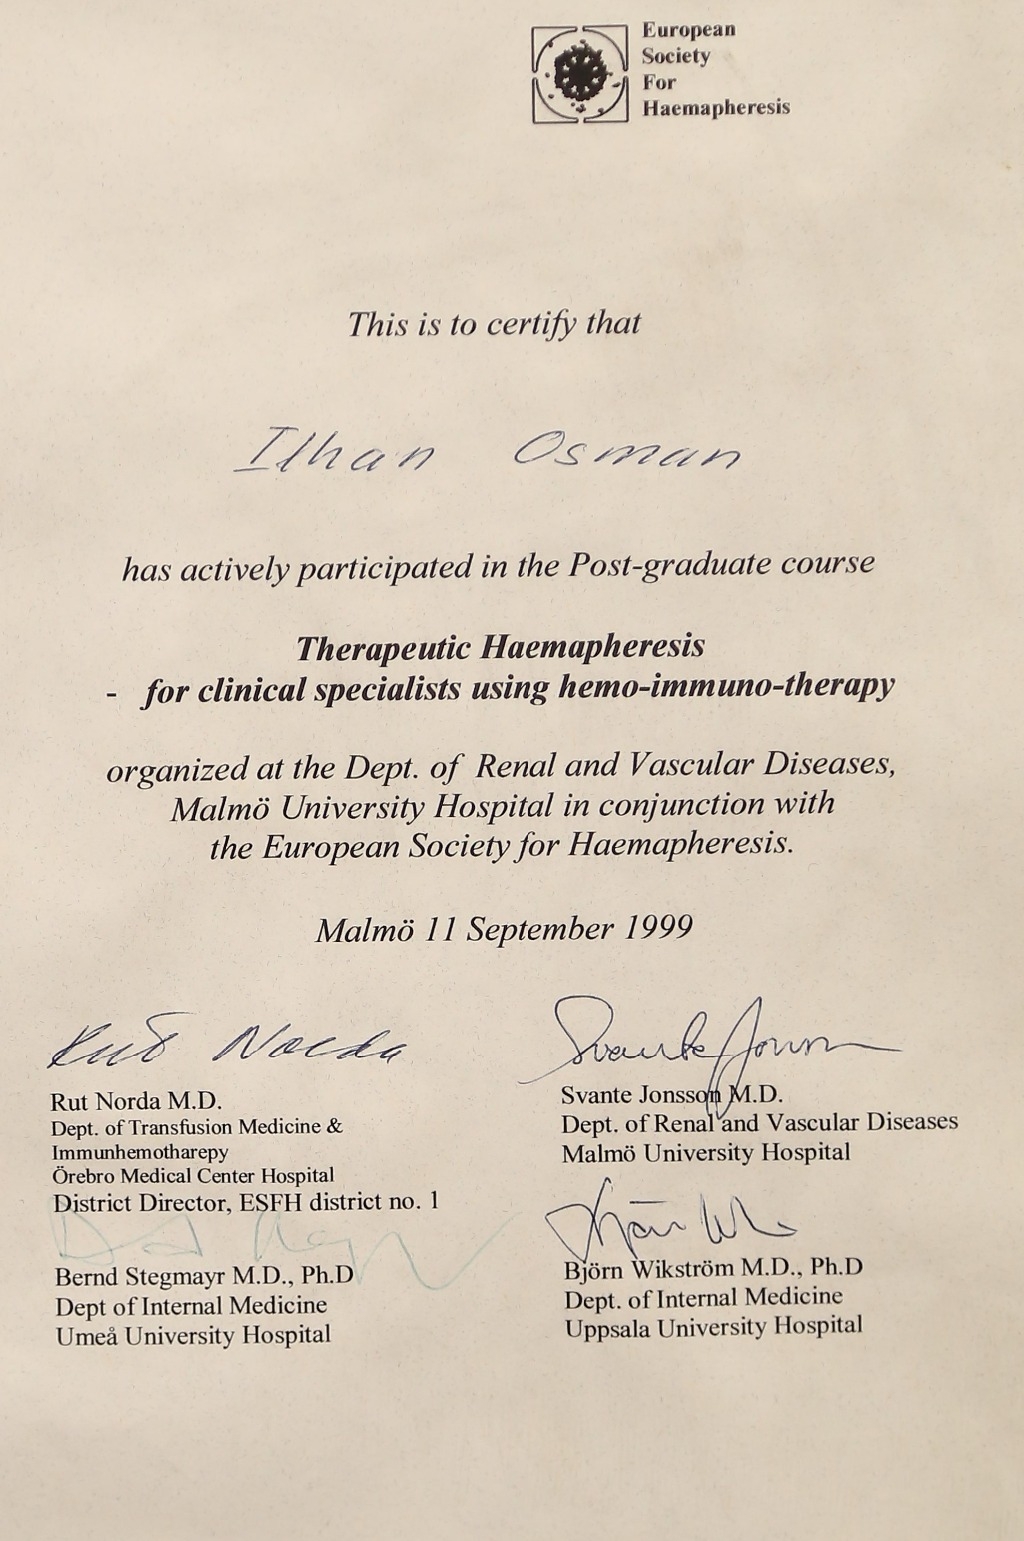 European
Society
For
Haemapheresis
This is to certify that
Ilhan Osman
has actively participated in the Post-graduate course
Therapeutic Haemapheresis
- for clinical specialists using hemo-immuno-therapy
organized at the Dept. of Renal and Vascular Diseases,
Malmö University Hospital in conjunction with
the European Society for Haemapheresis.
Malmö 11 September 1999
Rut Norda
Rut Norda M.D.
Dept. of Transfusion Medicine &
Immunhemotharepy
Örebro Medical Center Hospital
District Director, ESFH district no. 1
Svante Jonsson
Svante Jonsson M.D.
Dept. of Renal and Vascular Diseases
Malmö University Hospital
Bernd Stegmayr M.D., Ph.D
Dept of Internal Medicine
Umeå University Hospital
Björn Wikström M.D., Ph.D
Dept. of Internal Medicine
Uppsala University Hospital